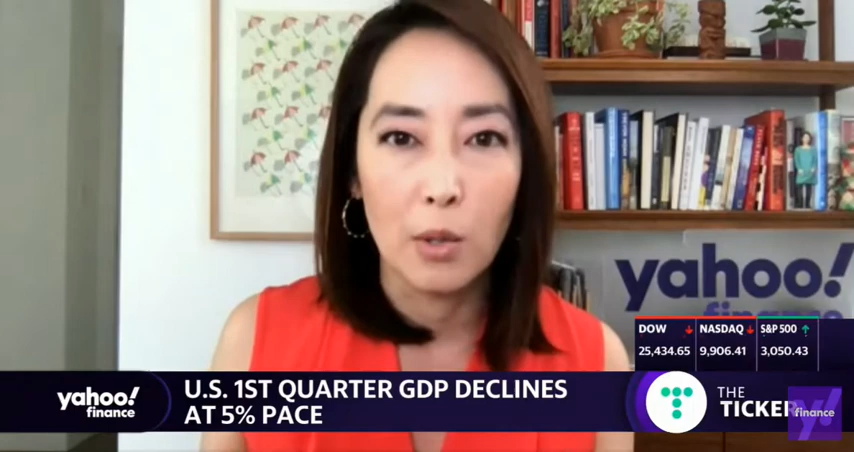 yahoo!
finance
DOW NASDAQ S&P 500
25,434.65 9,906.41 3,050.43
yahoo!
finance
U.S. 1ST QUARTER GDP DECLINES
AT 5% PACE
THE
TICKER
y!
finance